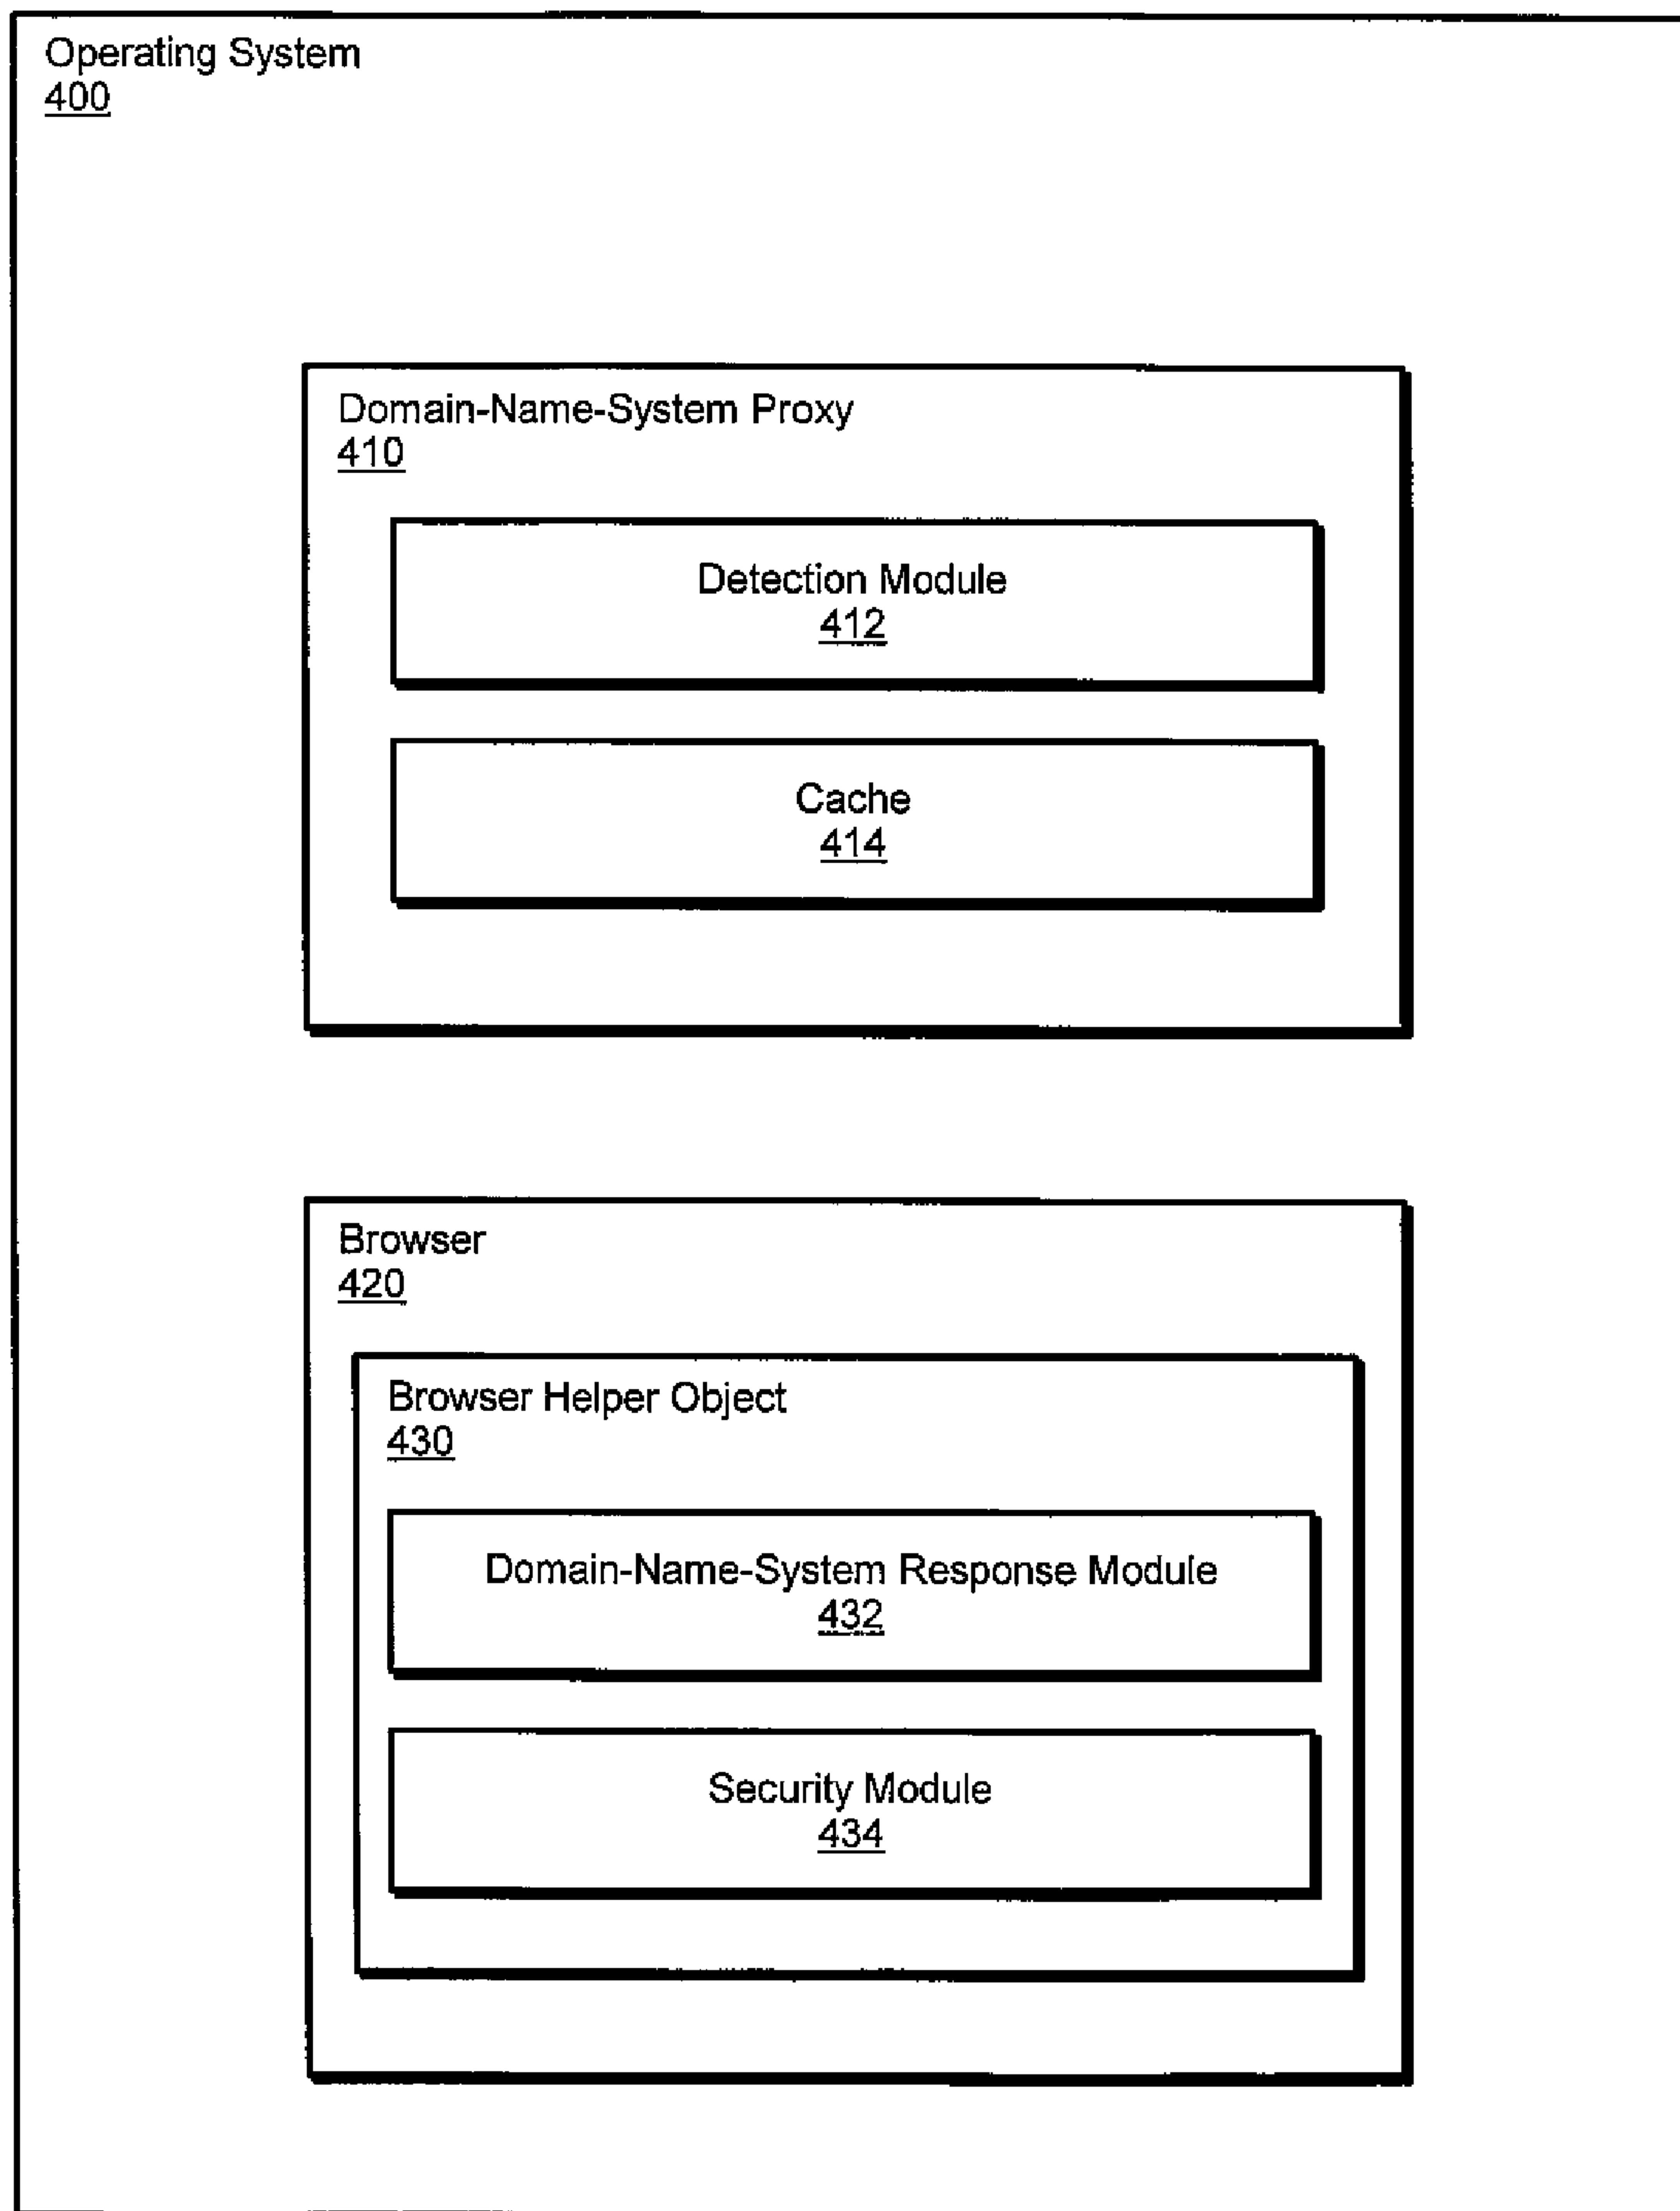 Operating System
400
Domain-Name-System Proxy
410
Detection Module
412
Cache
414
Browser
420
Browser Helper Object
430
Domain-Name-System Response Module
432
Security Module
434